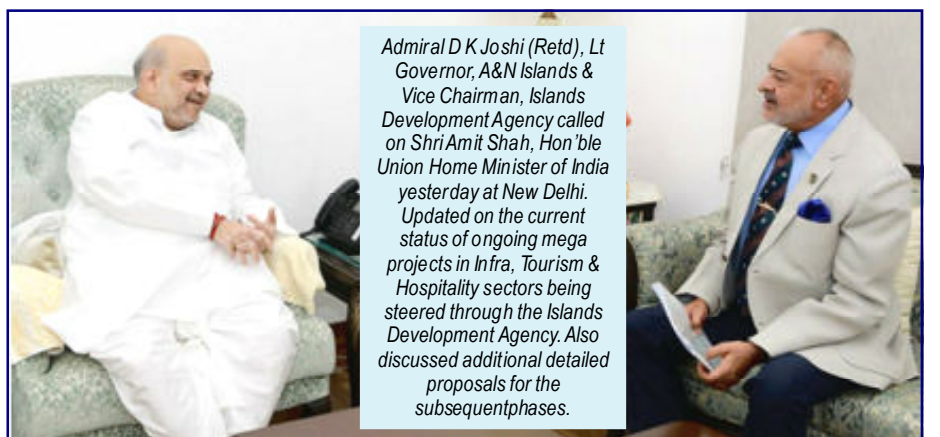 Admiral D K Joshi (Retd), Lt
Governor, A&N Islands &
Vice Chairman, Islands
Development Agency called
on Shri Amit Shah, Hon'ble
Union Home Minister of India
yesterday at New Delhi.
Updated on the current
status of ongoing mega
projects in Infra, Tourism &
Hospitality sectors being
steered through the Islands
Development Agency. Also
discussed additional detailed
proposals for the
subsequentphases.